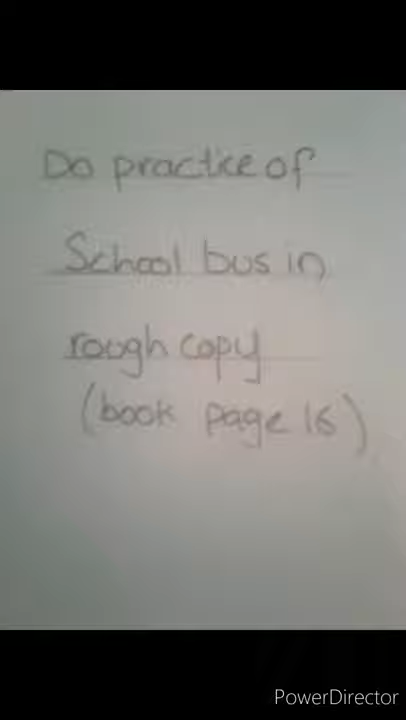 Do practice of
School bus in
rough copy
(book page 16)
PowerDirector